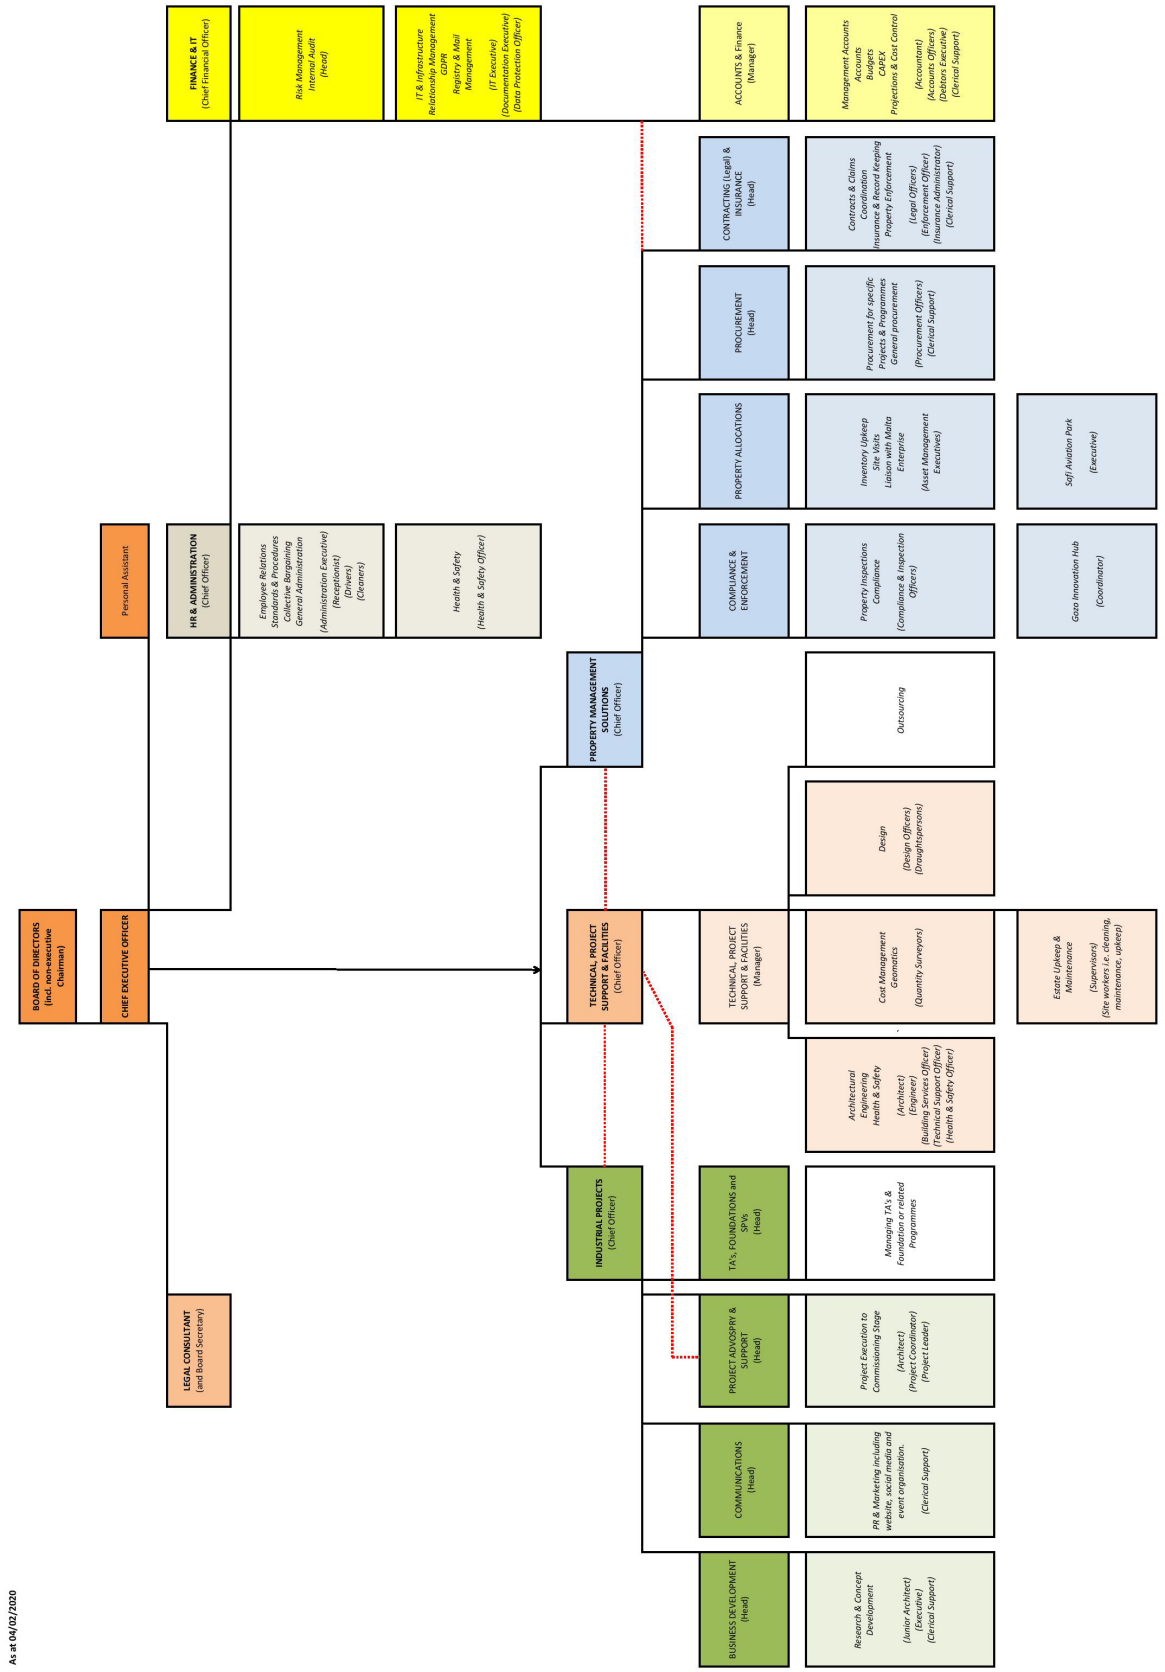 As at 04/02/2020
BOARD OF DIRECTORS
(incl. non-executive
Chairman)
CHIEF EXECUTIVE OFFICER
Personal Assistant
LEGAL CONSULTANT
(and Board Secretary)
HR & ADMINISTRATION
(Chief Officer)
FINANCE & IT
(Chief Financial Officer)
Employee Relations
Standards & Procedures
Collective Bargaining
General Administration
(Administration Executive)
(Receptionist)
(Drivers)
(Cleaners)
Risk Management
Internal Audit
(Head)
Health & Safety
(Health & Safety Officer)
IT & Infrastructure
Relationship Management
GDPR
Registry & Mail
Management
(IT Executive)
(Documentation Executive)
(Data Protection Officer)
INDUSTRIAL PROJECTS
(Chief Officer)
TECHNICAL, PROJECT
SUPPORT & FACILITIES
(Chief Officer)
PROPERTY MANAGEMENT
SOLUTIONS
(Chief Officer)
BUSINESS DEVELOPMENT
(Head)
COMMUNICATIONS
(Head)
PROJECT ADVOSPRY &
SUPPORT
(Head)
TA's, FOUNDATIONS and
SPVs
(Head)
TECHNICAL, PROJECT
SUPPORT & FACILITIES
(Manager)
COMPLIANCE &
ENFORCEMENT
PROPERTY ALLOCATIONS
PROCUREMENT
(Head)
CONTRACTING (Legal) &
INSURANCE
(Head)
ACCOUNTS & Finance
(Manager)
Research & Concept
Development
(Junior Architect)
(Executive)
(Clerical Support)
PR & Marketing including
website, social media and
event organisation.
(Clerical Support)
Project Execution to
Commissioning Stage
(Architect)
(Project Coordinator)
(Project Leader)
Managing TA's &
Foundation or related
Programmes
Architectural
Engineering
Health & Safety
(Architect)
(Engineer)
(Building Services Officer)
(Technical Support Officer)
(Health & Safety Officer)
Cost Management
Geomatics
(Quantity Surveyors)
Design
(Design Officers)
(Draughtspersons)
Outsourcing
Property Inspections
Compliance
(Compliance & Inspection
Officers)
Inventory Upkeep
Site Visits
Liaison with Malta
Enterprise
(Asset Management
Executives)
Procurement for specific
Projects & Programmes
General procurement
(Procurement Officers)
(Clerical Support)
Contracts & Claims
Coordination
Insurance & Record Keeping
Property Enforcement
(Legal Officers)
(Enforcement Officer)
(Insurance Administrator)
(Clerical Support)
Management Accounts
Accounts
Budgets
CAPEX
Projections & Cost Control
(Accountant)
(Accounts Officers)
(Debtors Executive)
(Clerical Support)
Estate Upkeep &
Maintenance
(Supervisors)
(Site workers i.e. cleaning,
maintenance, upkeep)
Gozo Innovation Hub
(Coordinator)
Safi Aviation Park
(Executive)